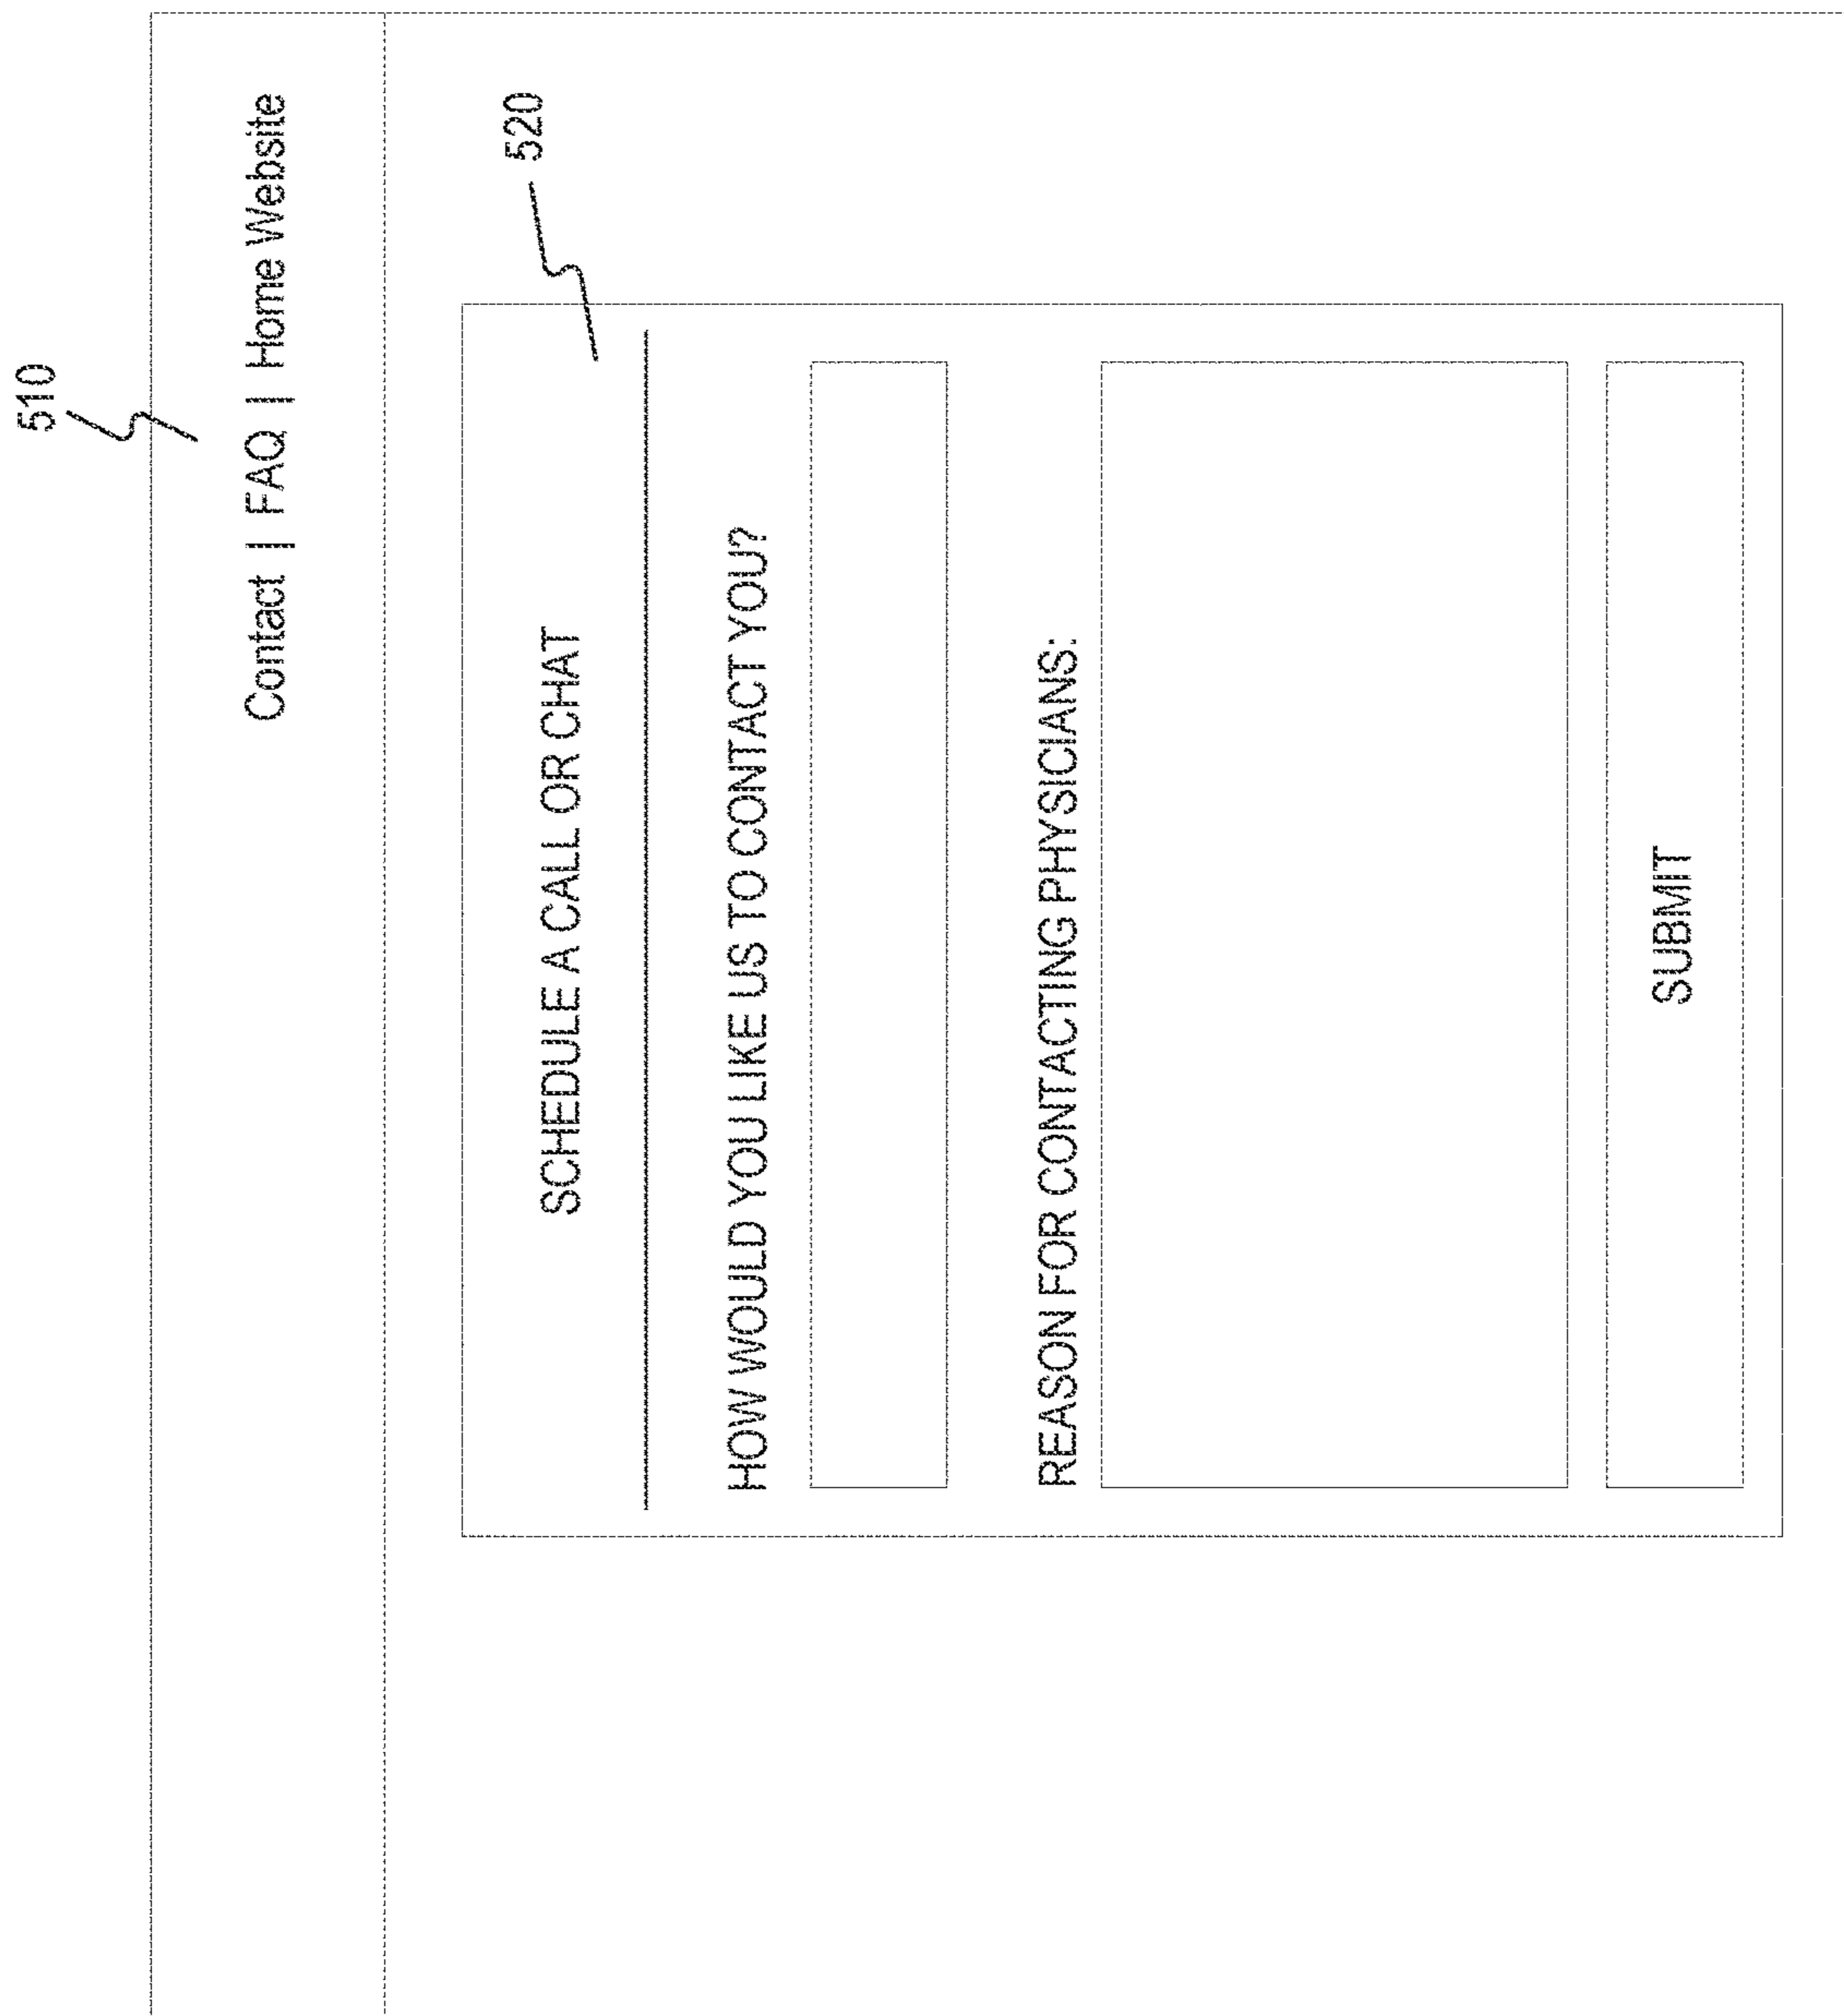 510
Contact | FAQ | Home Website
520
SCHEDULE A CALL OR CHAT
HOW WOULD YOU LIKE US TO CONTACT YOU?
REASON FOR CONTACTING PHYSICIANS:
SUBMIT